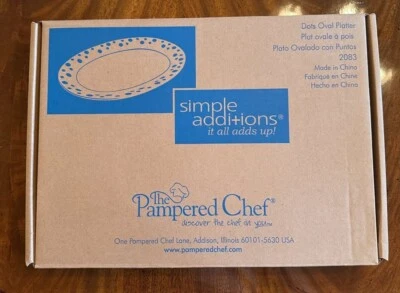 Dots Oval Platter
Plat ovale à pois
Plato Ovalado con Puntos
2083
Made in China
Fabriqué en Chine
Hecho en China
simple
additions®
it all adds up!
The
Pampered Chef®
discover the chef in you™
One Pampered Chef Lane, Addison, Illinois 60101-5630 USA
www.pamperedchef.com